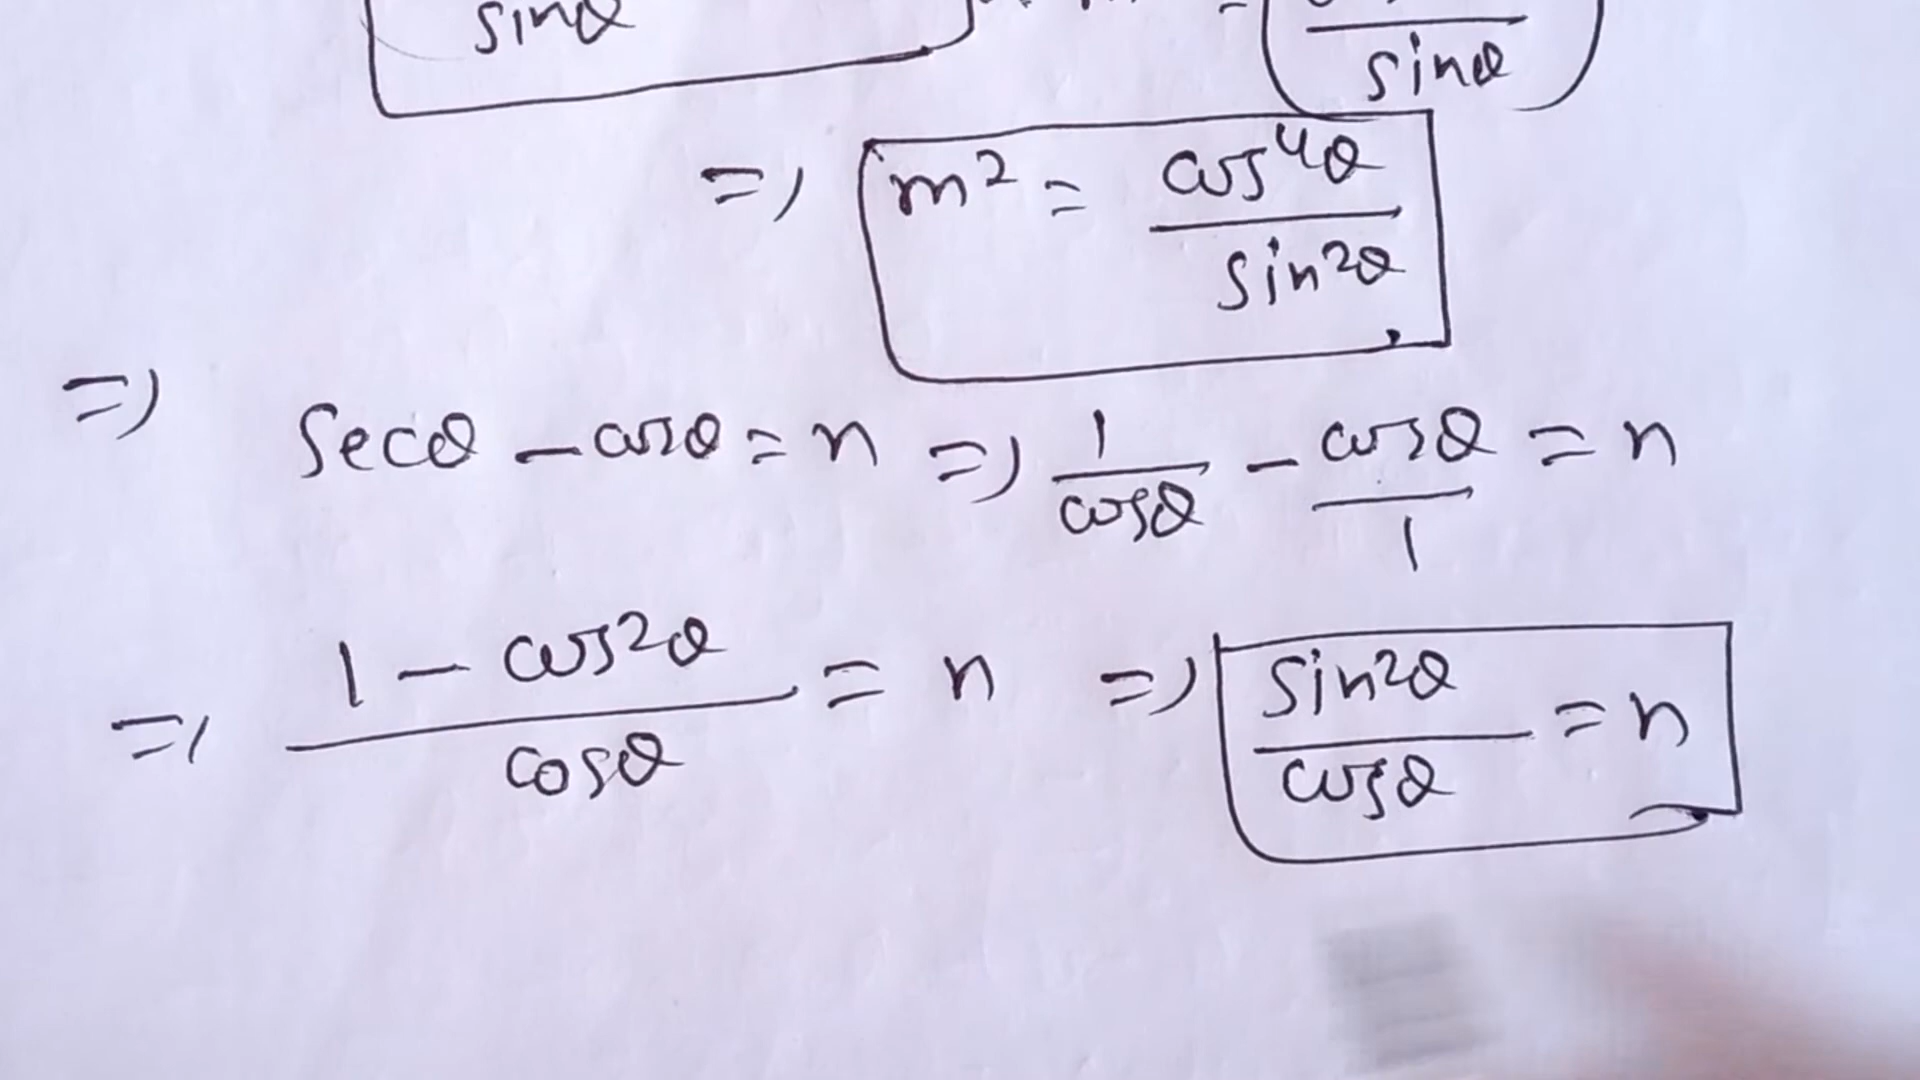 sinθ
sinθ
=> m² = cos⁴θ / sin²θ
=> Secθ - cosθ = n => 1/cosθ - cosθ/1 = n
=> 1 - cos²θ / cosθ = n => sin²θ / cosθ = n